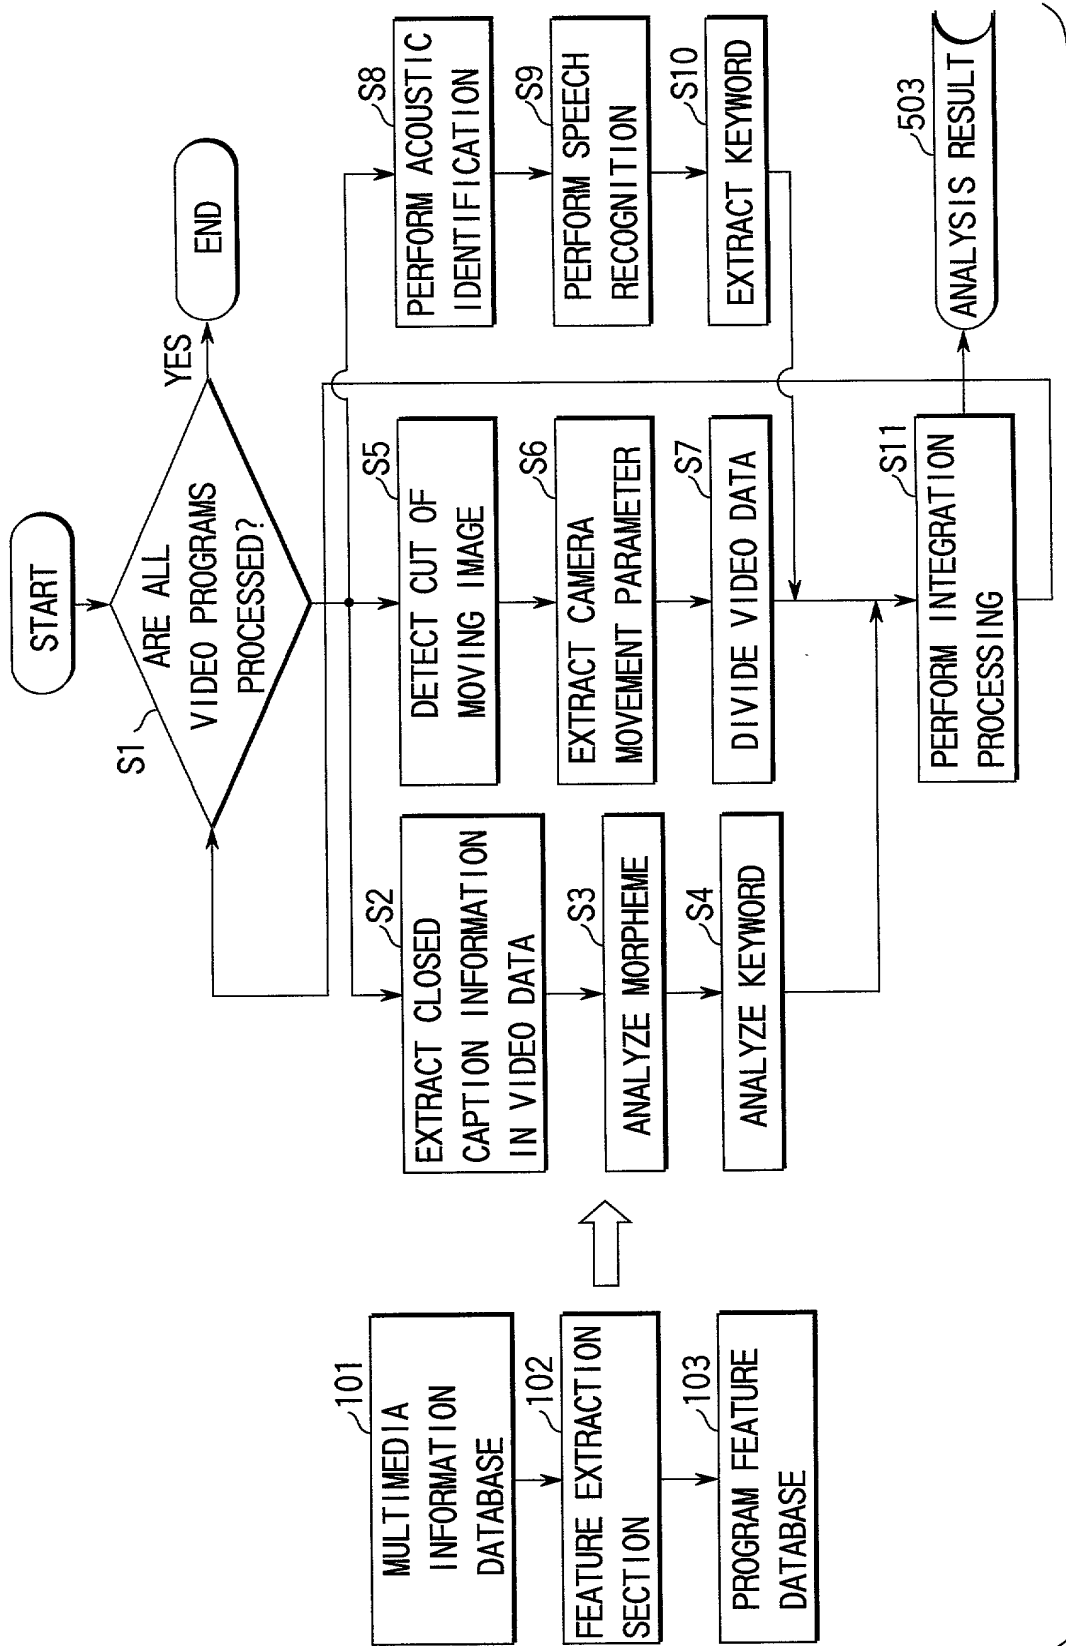 START
S1
ARE ALL
VIDEO PROGRAMS
PROCESSED?
YES
END
101
MULTIMEDIA
INFORMATION
DATABASE
102
FEATURE EXTRACTION
SECTION
103
PROGRAM FEATURE
DATABASE
S2
EXTRACT CLOSED
CAPTION INFORMATION
IN VIDEO DATA
S3
ANALYZE MORPHEME
S4
ANALYZE KEYWORD
S5
DETECT CUT OF
MOVING IMAGE
S6
EXTRACT CAMERA
MOVEMENT PARAMETER
S7
DIVIDE VIDEO DATA
S8
PERFORM ACOUSTIC
IDENTIFICATION
S9
PERFORM SPEECH
RECOGNITION
S10
EXTRACT KEYWORD
S11
PERFORM INTEGRATION
PROCESSING
503
ANALYSIS RESULT